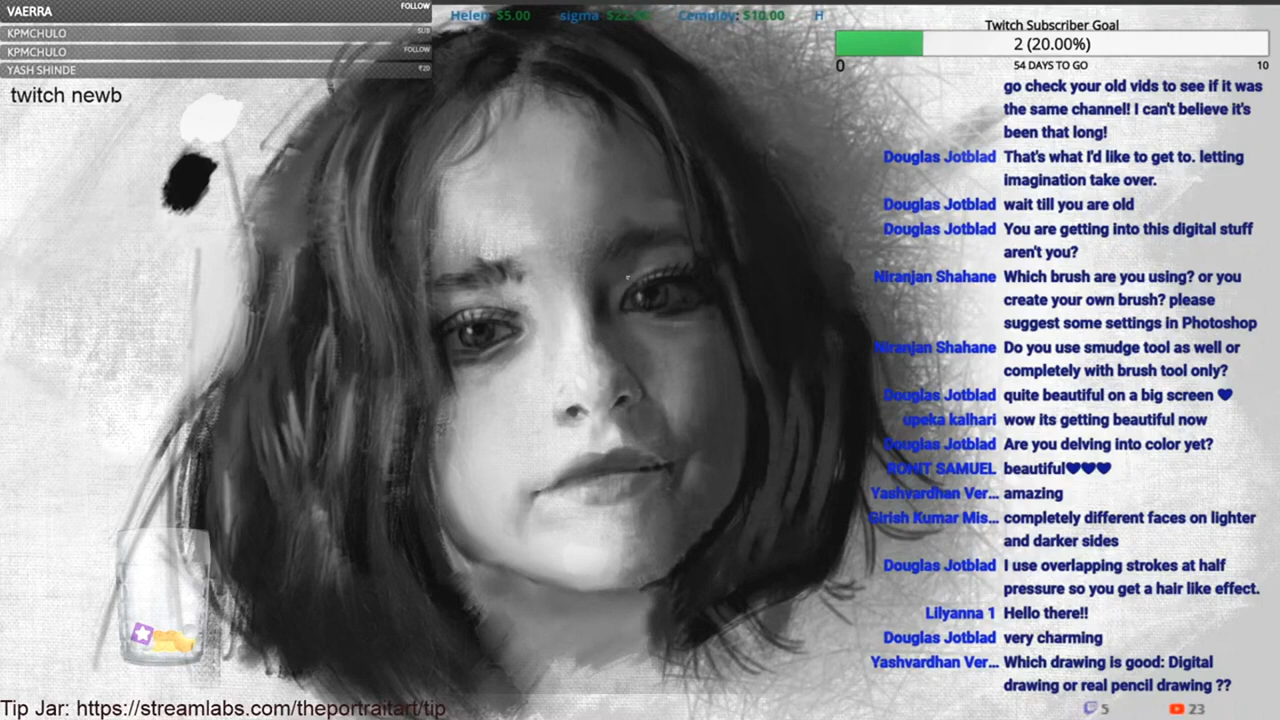 VAERRA FOLLOW
KPMCHULO SUB
KPMCHULO FOLLOW
YASH SHINDE ₹20
twitch newb
Helen $5.00 sigma Cemploy: $10.00 H
Twitch Subscriber Goal
2 (20.00%)
0 54 DAYS TO GO 10
go check your old vids to see if it was
the same channel! I can't believe it's
been that long!
Douglas Jotblad That's what I'd like to get to. letting
imagination take over.
Douglas Jotblad wait till you are old
Douglas Jotblad You are getting into this digital stuff
aren't you?
Niranjan Shahane Which brush are you using? or you
create your own brush? please
suggest some settings in Photoshop
Niranjan Shahane Do you use smudge tool as well or
completely with brush tool only?
Douglas Jotblad quite beautiful on a big screen 💙
upeka kalhari wow its getting beautiful now
Douglas Jotblad Are you delving into color yet?
ROHIT SAMUEL beautiful💙💙💙
Yashvardhan Ver... amazing
Girish Kumar Mis... completely different faces on lighter
and darker sides
Douglas Jotblad I use overlapping strokes at half
pressure so you get a hair like effect.
Lilyanna 1 Hello there!!
Douglas Jotblad very charming
Yashvardhan Ver... Which drawing is good: Digital
drawing or real pencil drawing ??
Tip Jar: https://streamlabs.com/theportraitart/tip
5 23